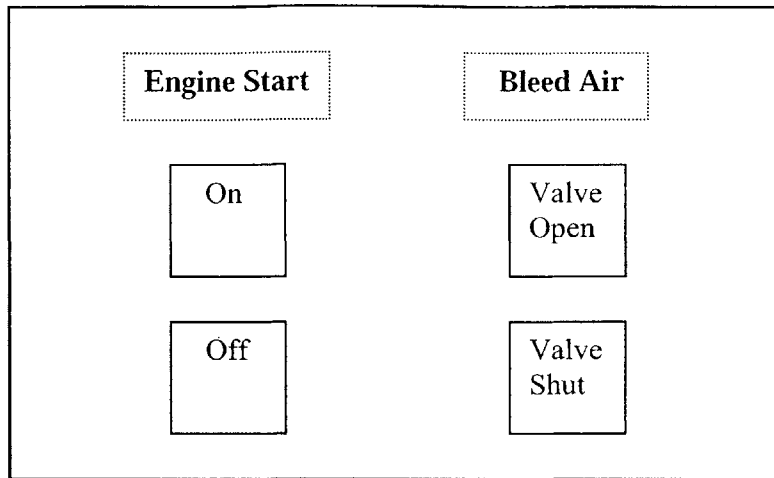 Engine Start
Bleed Air
On
Valve
Open
Off
Valve
Shut